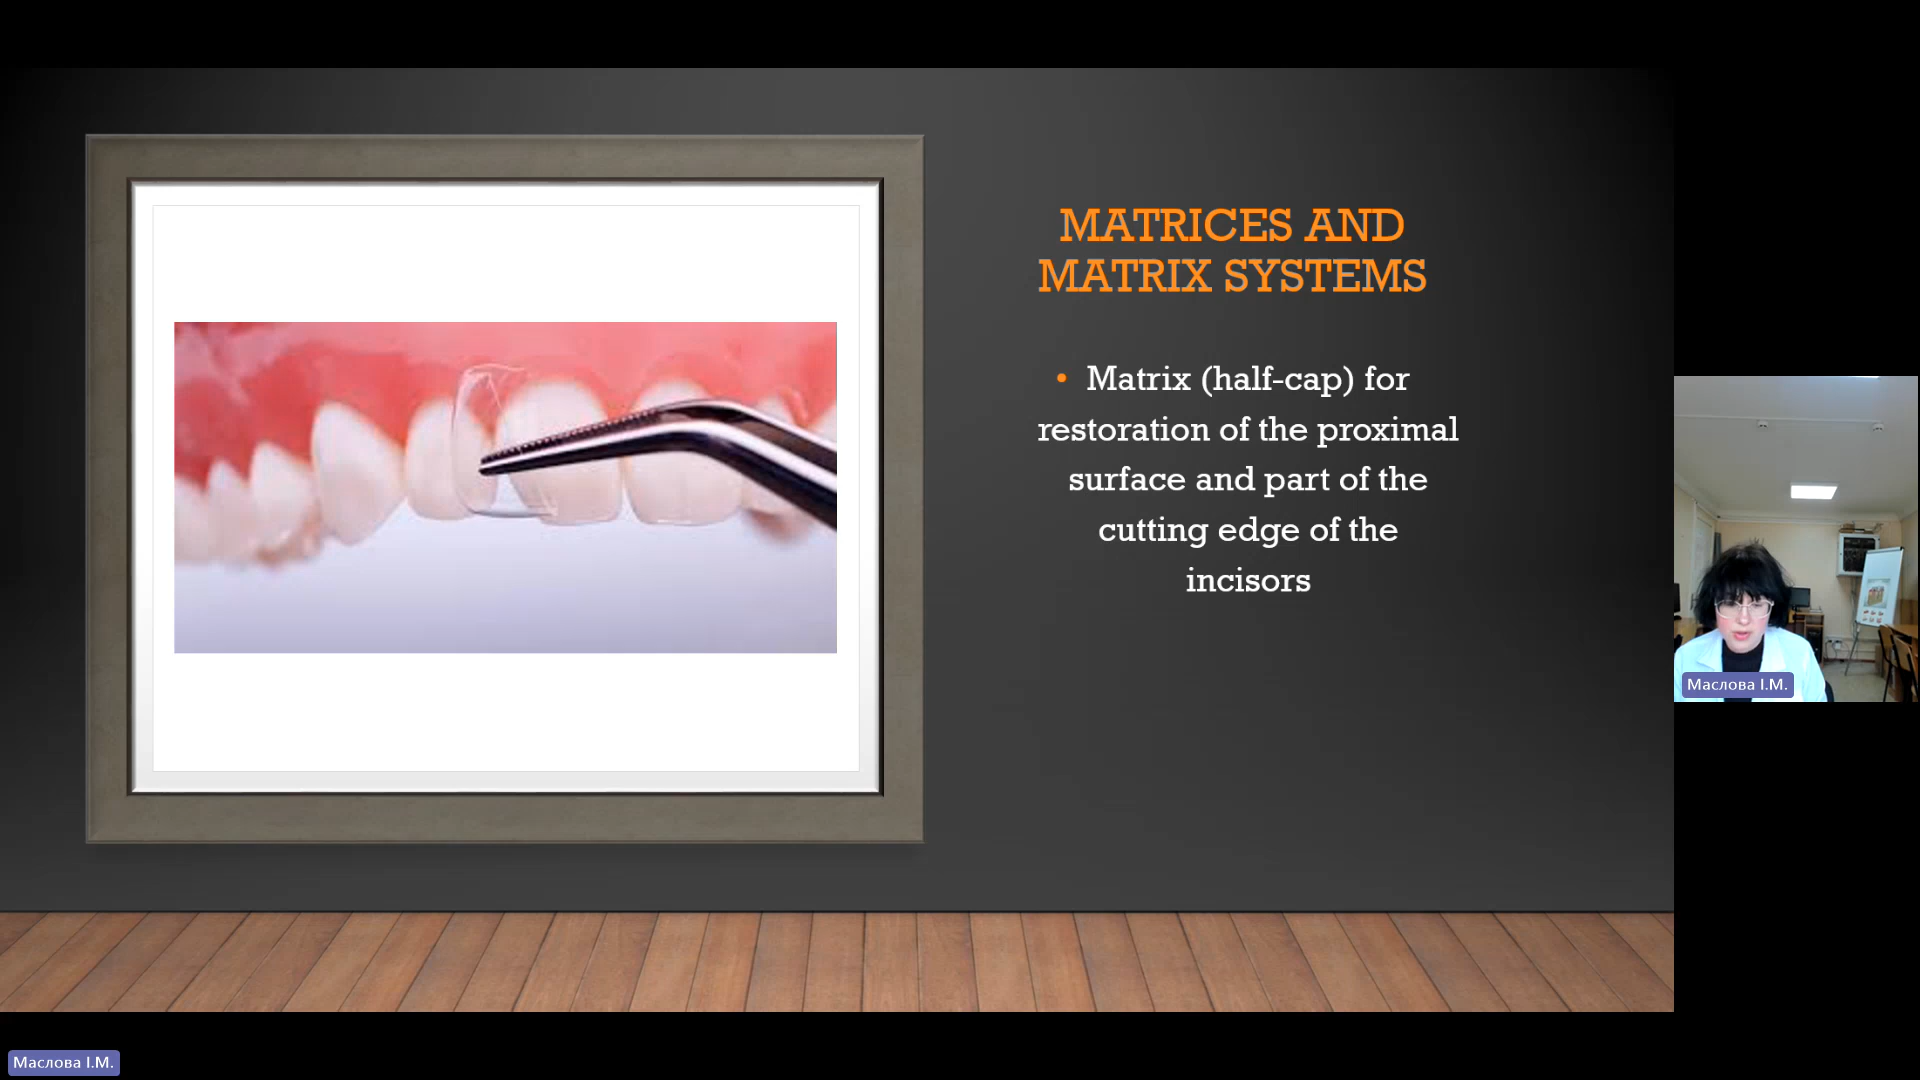 MATRICES AND
MATRIX SYSTEMS
• Matrix (half-cap) for
restoration of the proximal
surface and part of the
cutting edge of the
incisors
Маслова І.М.
Маслова І.М.